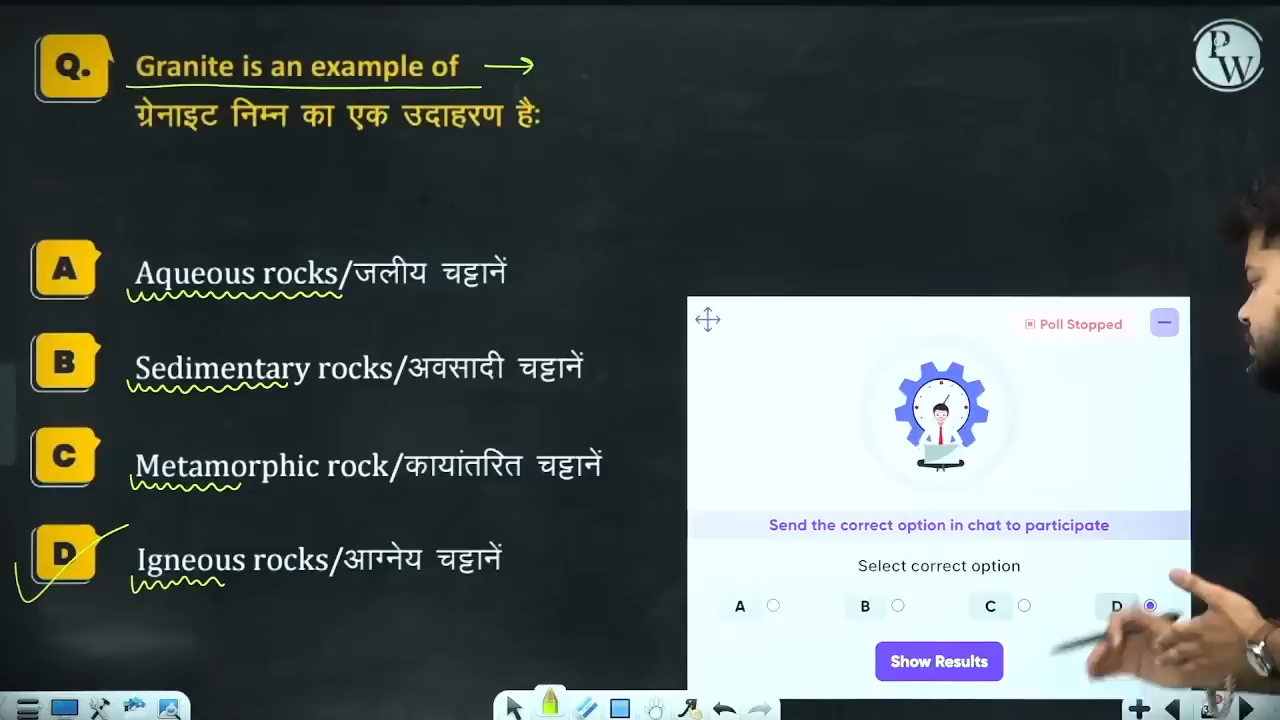 Q. Granite is an example of
ग्रेनाइट निम्न का एक उदाहरण है:
PW
A Aqueous rocks/जलीय चट्टानें
B Sedimentary rocks/अवसादी चट्टानें
C Metamorphic rock/कायांतरित चट्टानें
D Igneous rocks/आग्नेय चट्टानें
Poll Stopped
Send the correct option in chat to participate
Select correct option
A B C D
Show Results